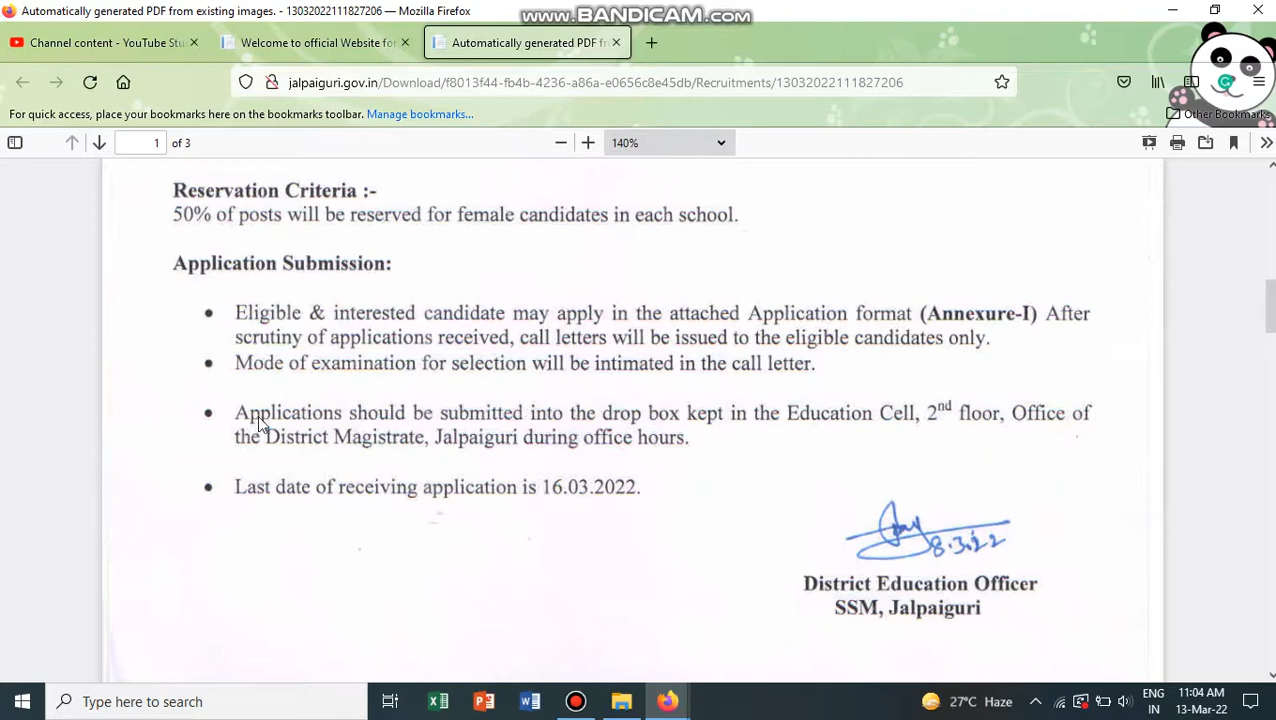 Automatically generated PDF from existing images. - 13032022111827206 — Mozilla Firefox
www.BANDICAM.com
Channel content - YouTube Stu
Welcome to official Website for
Automatically generated PDF fr
jalpaiguri.gov.in/Download/f8013f44-fb4b-4236-a86a-e0656c8e45db/Recruitments/13032022111827206
For quick access, place your bookmarks here on the bookmarks toolbar. Manage bookmarks...
Other Bookmarks
1 of 3
140%
Reservation Criteria :-
50% of posts will be reserved for female candidates in each school.
Application Submission:
• Eligible & interested candidate may apply in the attached Application format (Annexure-I) After
scrutiny of applications received, call letters will be issued to the eligible candidates only.
• Mode of examination for selection will be intimated in the call letter.
• Applications should be submitted into the drop box kept in the Education Cell, 2nd floor, Office of
the District Magistrate, Jalpaiguri during office hours.
• Last date of receiving application is 16.03.2022.
8.3.22
District Education Officer
SSM, Jalpaiguri
Type here to search
27°C Haze
ENG
IN
11:04 AM
13-Mar-22